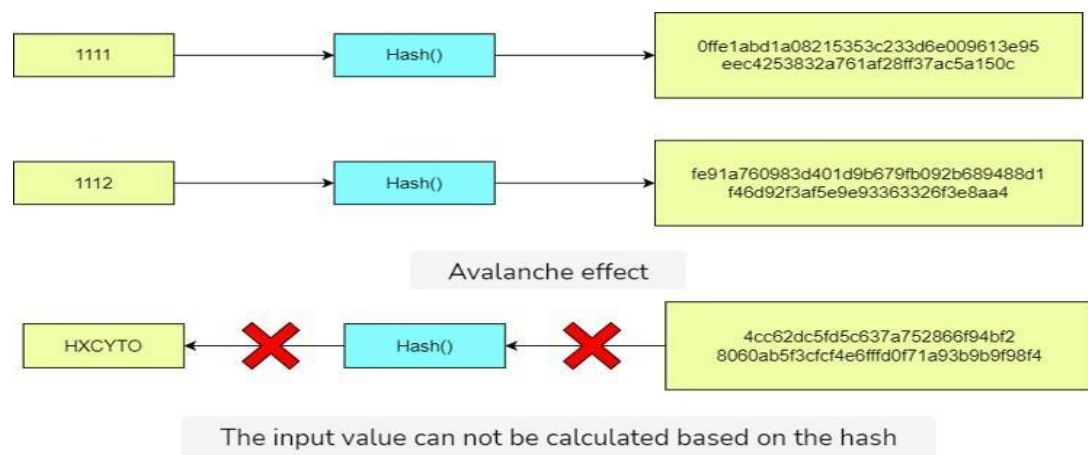 1111
Hash()
0ffe1abd1a08215353c233d6e009613e95
eec4253832a761af28ff37ac5a150c
1112
Hash()
fe91a760983d401d9b679fb092b689488d1
f46d92f3af5e9e93363326f3e8aa4
Avalanche effect
HXCYTO
Hash()
4cc62dc5fd5c637a752866f94bf2
8060ab5f3cfcf4e6fffd0f71a93b9b9f98f4
The input value can not be calculated based on the hash